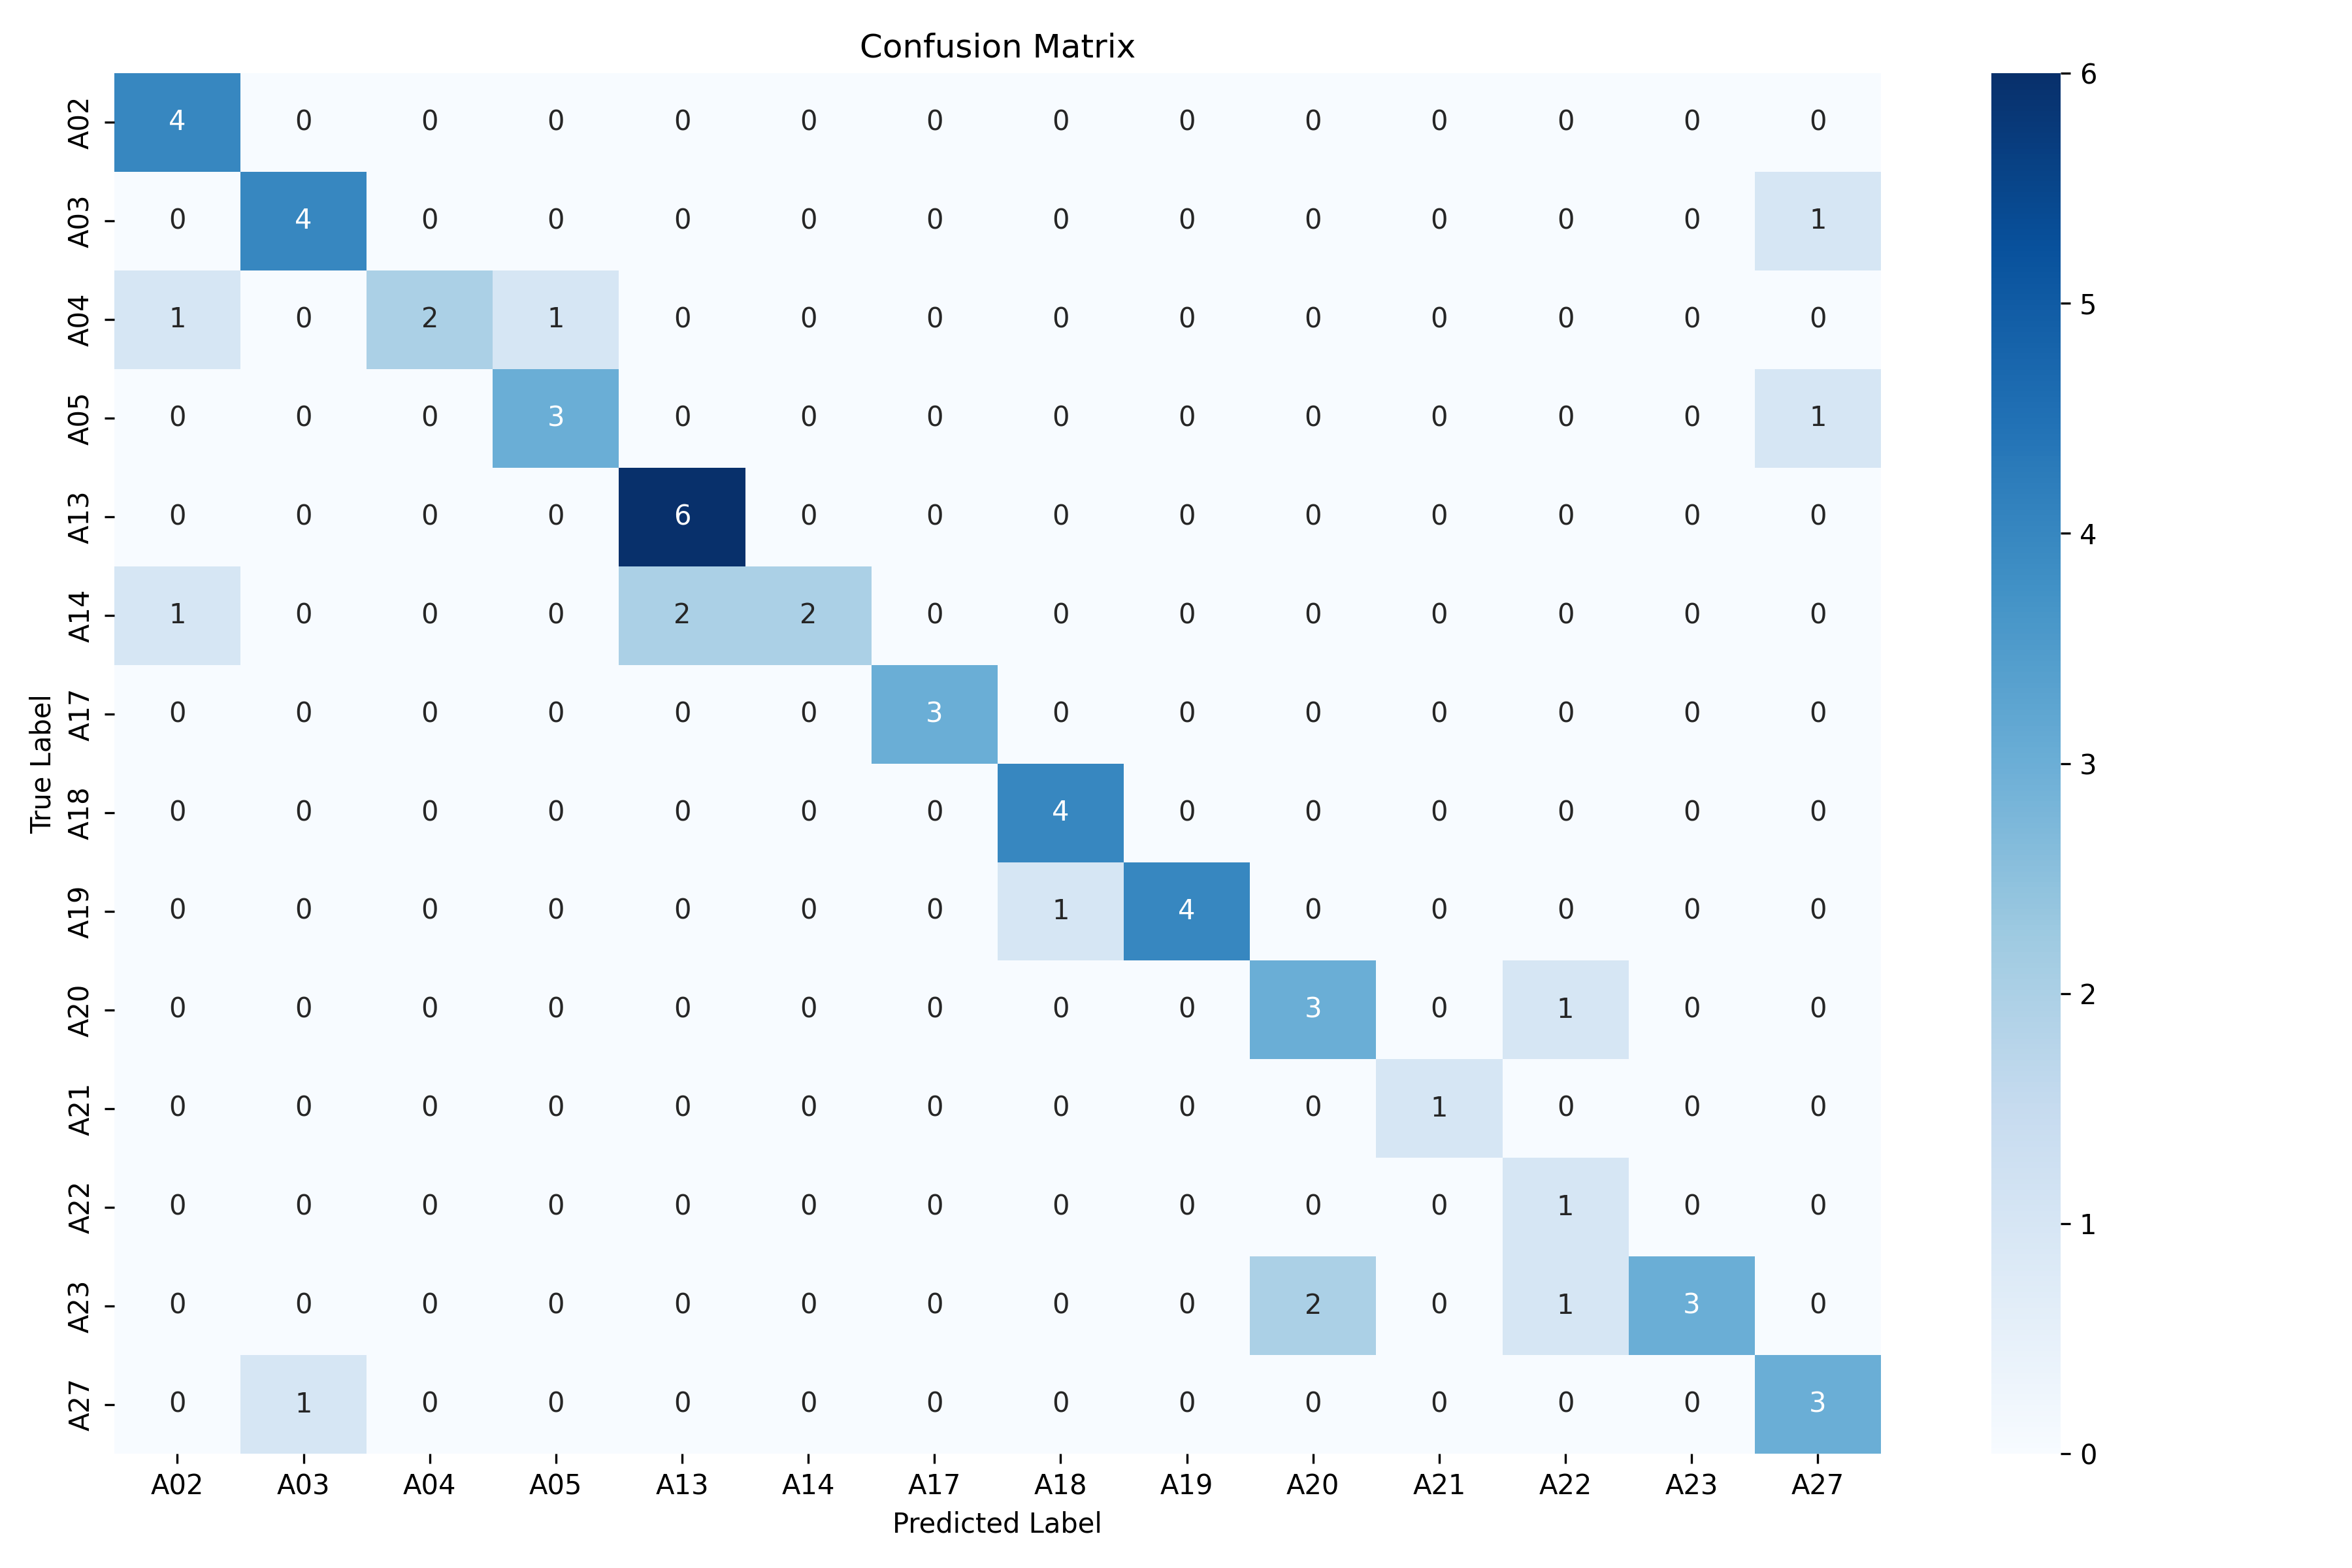 Confusion Matrix
True Label
A02 4 0 0 0 0 0 0 0 0 0 0 0 0 0
A03 0 4 0 0 0 0 0 0 0 0 0 0 0 1
A04 1 0 2 1 0 0 0 0 0 0 0 0 0 0
A05 0 0 0 3 0 0 0 0 0 0 0 0 0 1
A13 0 0 0 0 6 0 0 0 0 0 0 0 0 0
A14 1 0 0 0 2 2 0 0 0 0 0 0 0 0
A17 0 0 0 0 0 0 3 0 0 0 0 0 0 0
A18 0 0 0 0 0 0 0 4 0 0 0 0 0 0
A19 0 0 0 0 0 0 0 1 4 0 0 0 0 0
A20 0 0 0 0 0 0 0 0 0 3 0 1 0 0
A21 0 0 0 0 0 0 0 0 0 0 1 0 0 0
A22 0 0 0 0 0 0 0 0 0 0 0 1 0 0
A23 0 0 0 0 0 0 0 0 0 2 0 1 3 0
A27 0 1 0 0 0 0 0 0 0 0 0 0 0 3
A02 A03 A04 A05 A13 A14 A17 A18 A19 A20 A21 A22 A23 A27
Predicted Label
6
5
4
3
2
1
0